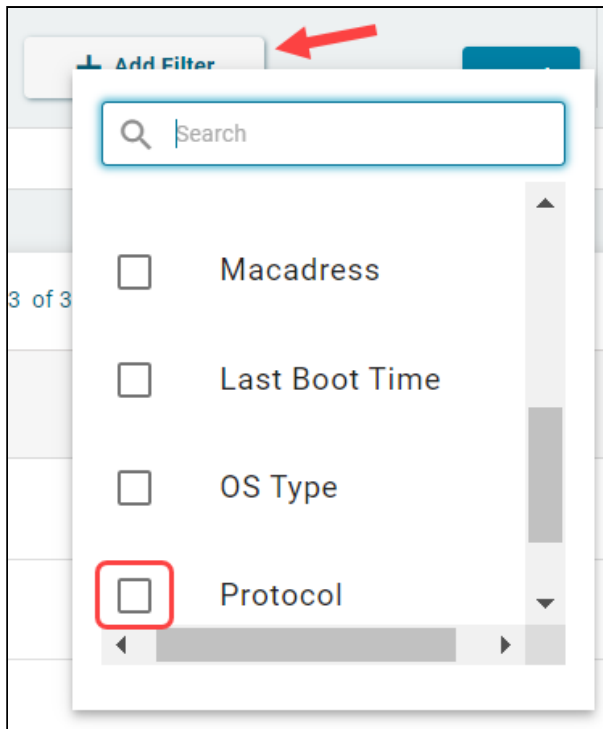 + Add Filter
Search
Macadress
3 of 3
Last Boot Time
OS Type
Protocol